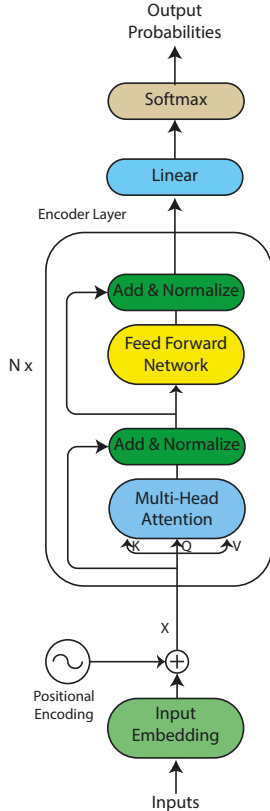 Output
Probabilities
Softmax
Linear
Encoder Layer
Add & Normalize
Feed Forward
Network
N x
Add & Normalize
Multi-Head
Attention
K Q V
X
Positional
Encoding
Input
Embedding
Inputs